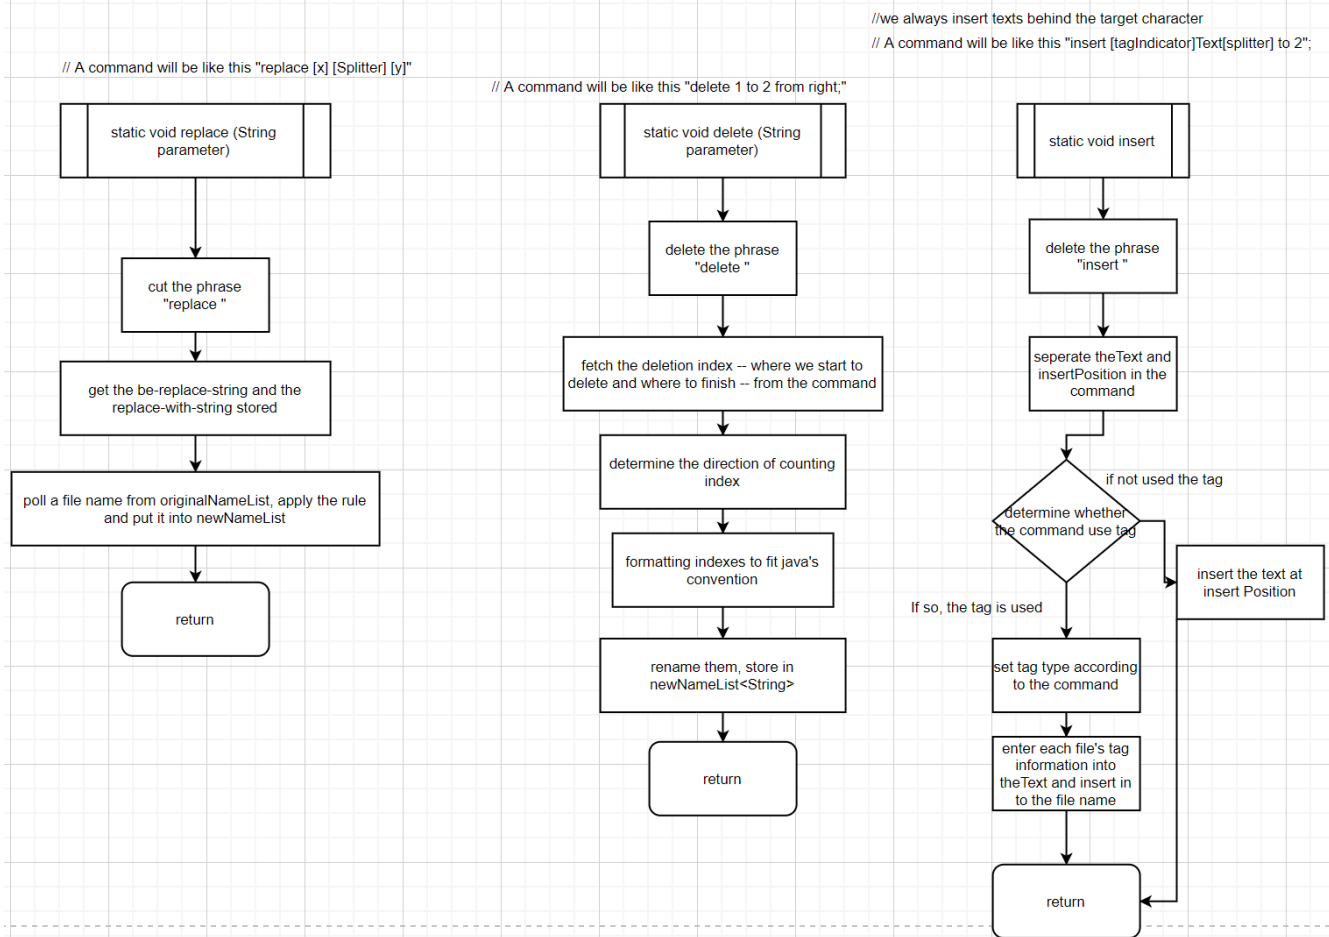 //we always insert texts behind the target character
// A command will be like this "insert [tagIndicator]Text[splitter] to 2";
// A command will be like this "replace [x] [Splitter] [y]"
// A command will be like this "delete 1 to 2 from right;"
static void replace (String
parameter)
cut the phrase
"replace "
get the be-replace-string and the
replace-with-string stored
poll a file name from originalNameList, apply the rule
and put it into newNameList
return
static void delete (String
parameter)
delete the phrase
"delete "
fetch the deletion index -- where we start to
delete and where to finish -- from the command
determine the direction of counting
index
formatting indexes to fit java's
convention
rename them, store in
newNameList<String>
return
static void insert
delete the phrase
"insert "
seperate theText and
insertPosition in the
command
if not used the tag
determine whether
the command use tag
insert the text at
insert Position
If so, the tag is used
set tag type according
to the command
enter each file's tag
information into
theText and insert in
to the file name
return